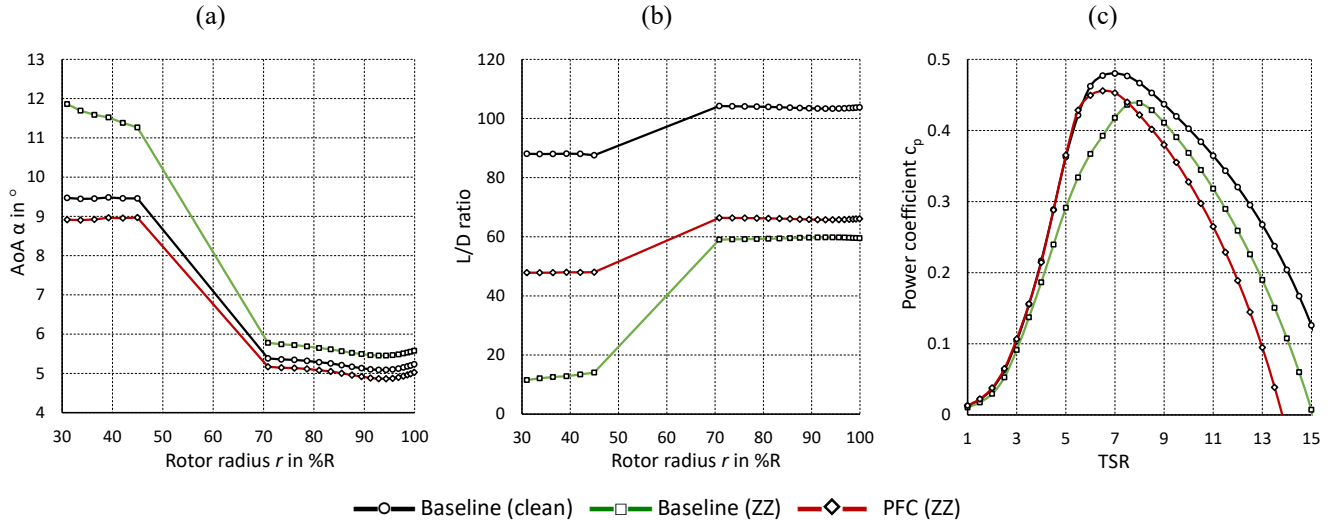 (a)
(b)
(c)
13
12
11
10
9
8
7
6
5
4
AoA α in °
30 40 50 60 70 80 90 100
Rotor radius r in %R
120
100
80
60
40
20
0
L/D ratio
30 40 50 60 70 80 90 100
Rotor radius r in %R
0.5
0.4
0.3
0.2
0.1
0
Power coefficient cp
1 3 5 7 9 11 13 15
TSR
Baseline (clean) Baseline (ZZ) PFC (ZZ)